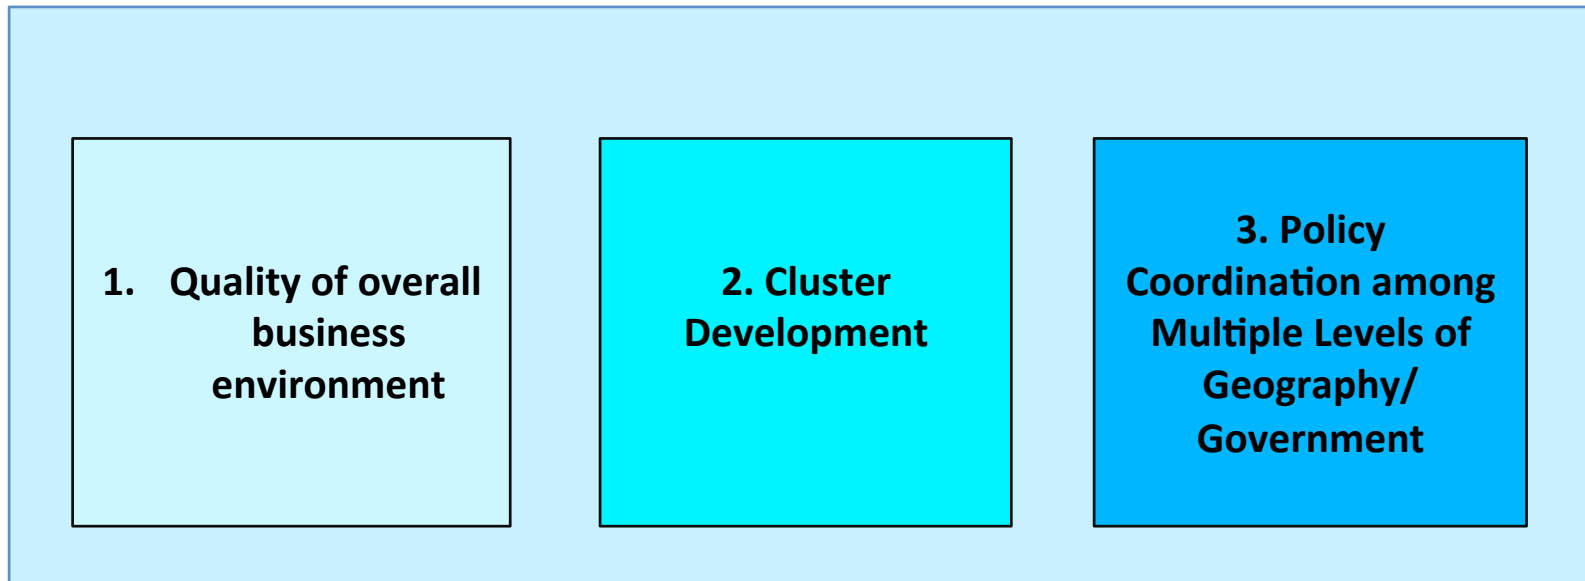 1. Quality of overall
business
environment
2. Cluster
Development
3. Policy
Coordination among
Multiple Levels of
Geography/
Government